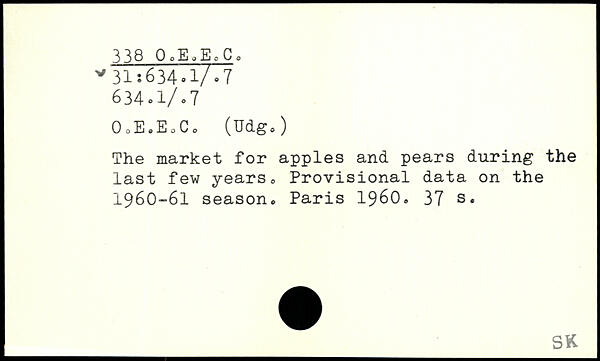 338 O.E.E.C.
31:634.1/.7
634.1/.7
O.E.E.C. (Udg.)
The market for apples and pears during the
last few years. Provisional data on the
1960-61 season. Paris 1960. 37 s.
SK